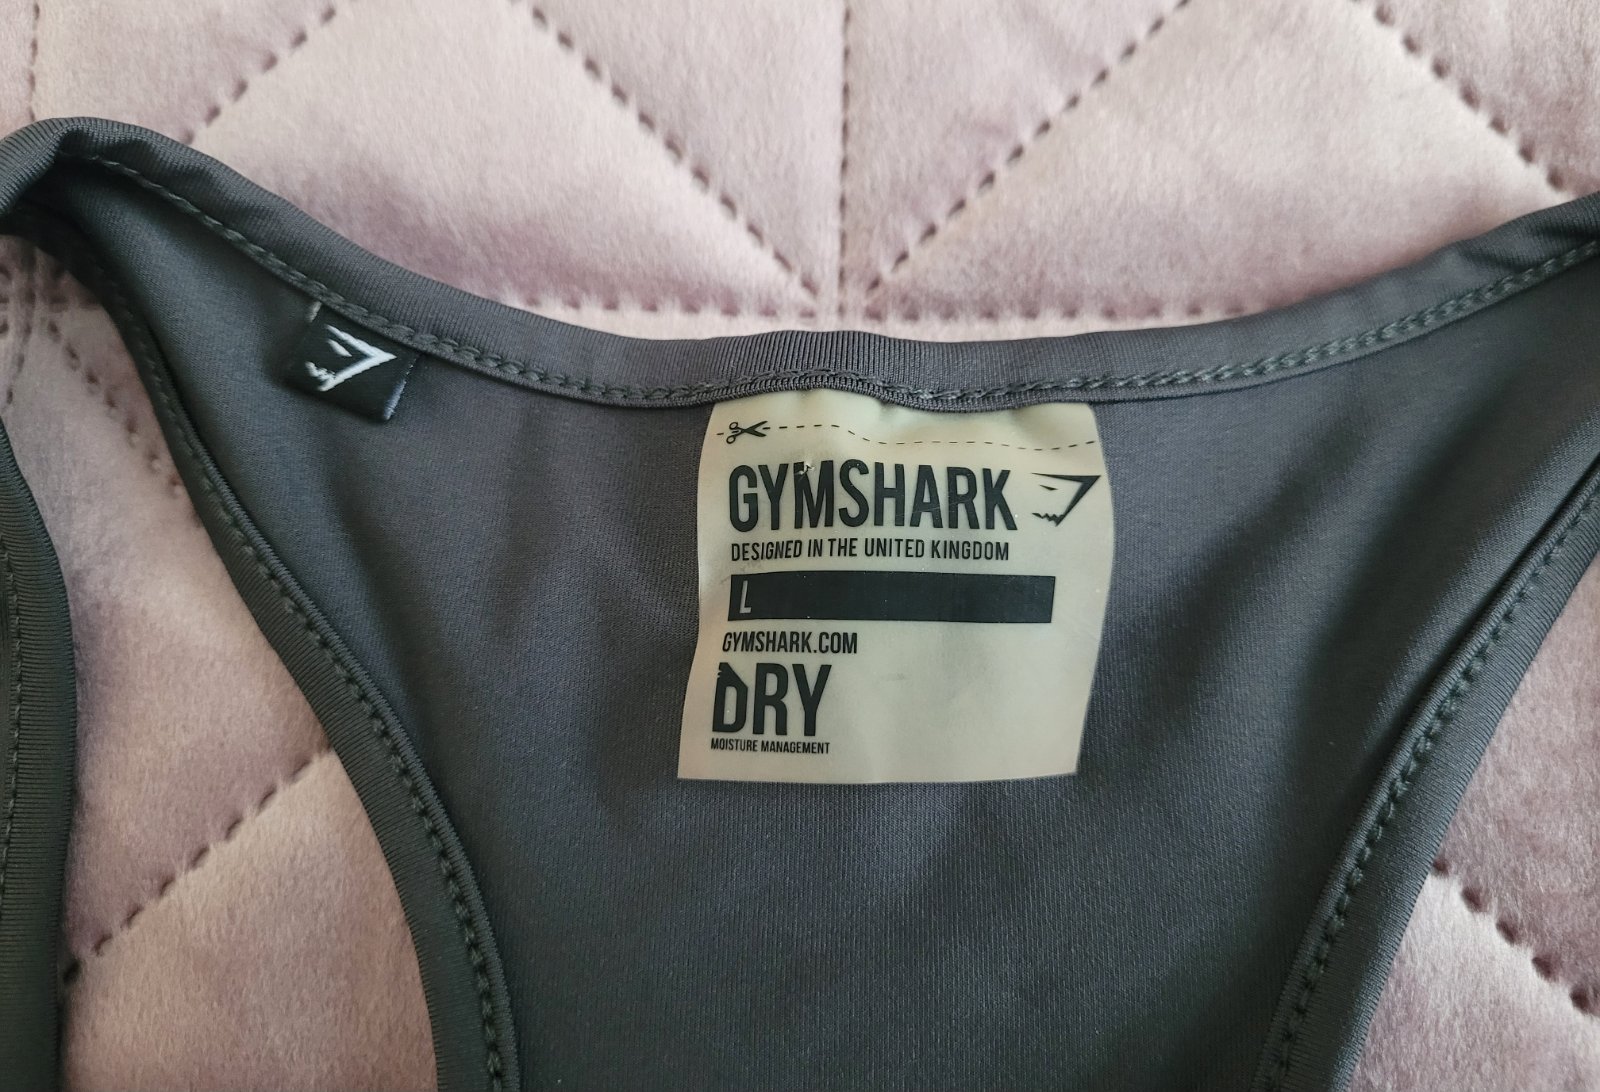 GYMSHARK
DESIGNED IN THE UNITED KINGDOM
L
GYMSHARK.COM
DRY
MOISTURE MANAGEMENT